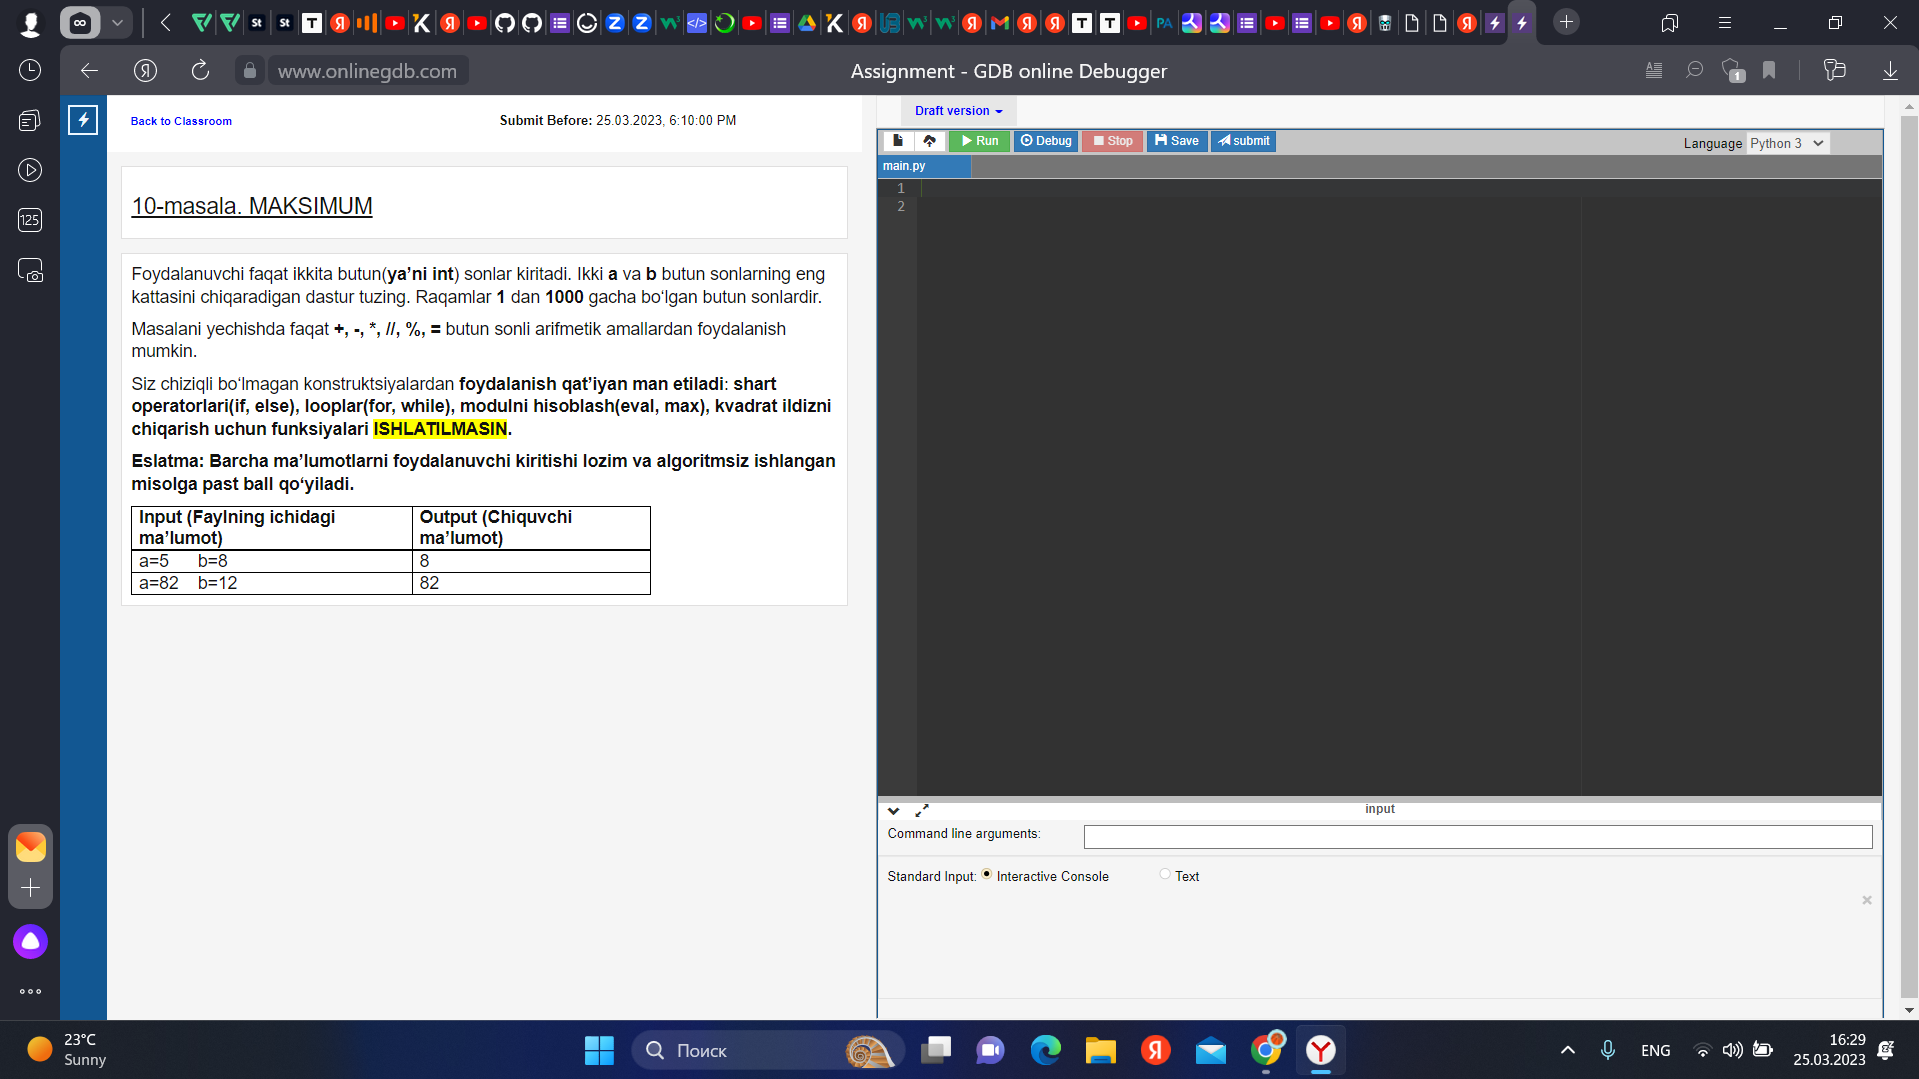 www.onlinegdb.com
Assignment - GDB online Debugger
1
125
Back to Classroom
Submit Before: 25.03.2023, 6:10:00 PM
10-masala. MAKSIMUM
Foydalanuvchi faqat ikkita butun(ya’ni int) sonlar kiritadi. Ikki a va b butun sonlarning eng
kattasini chiqaradigan dastur tuzing. Raqamlar 1 dan 1000 gacha bo‘lgan butun sonlardir.
Masalani yechishda faqat +, -, *, //, %, = butun sonli arifmetik amallardan foydalanish
mumkin.
Siz chiziqli bo‘lmagan konstruktsiyalardan foydalanish qat’iyan man etiladi: shart
operatorlari(if, else), looplar(for, while), modulni hisoblash(eval, max), kvadrat ildizni
chiqarish uchun funksiyalari ISHLATILMASIN.
Eslatma: Barcha ma’lumotlarni foydalanuvchi kiritishi lozim va algoritmsiz ishlangan
misolga past ball qo‘yiladi.
Input (Faylning ichidagi
ma’lumot)
Output (Chiquvchi
ma’lumot)
a=5 b=8
8
a=82 b=12
82
Draft version
Run
Debug
Stop
Save
submit
Language Python 3
main.py
1
2
input
Command line arguments:
Standard Input: Interactive Console Text
23°C
Sunny
Поиск
ENG
16:29
25.03.2023